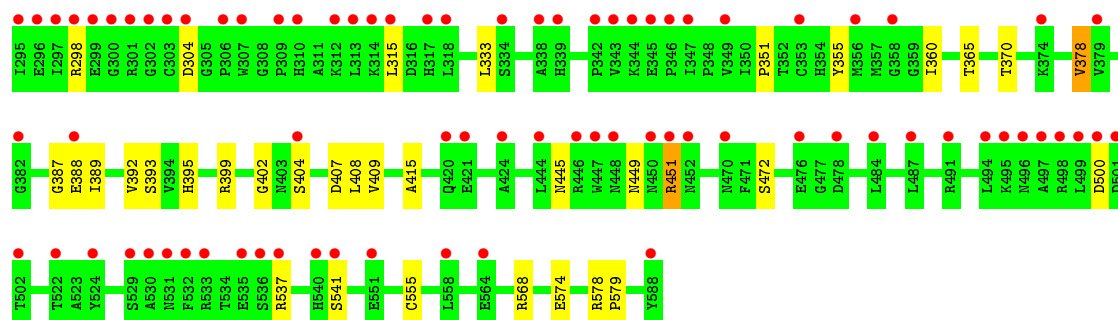 I295 E296 I297 R298 E299 G300 R301 G302 C303 D304 G305 P306 W307 G308 P309 H310 A311 K312 L313 K314 L315 D316 H317 L318 L333 S334 A338 H339 P342 V343 K344 E345 P346 I347 P348 V349 I350 P351 T352 C353 H354 Y355 M356 M357 G358 G359 I360 T365 T370 K374 V378 V379
G382 G387 E388 I389 V392 S393 V394 H395 R399 G402 N403 S404 D407 L408 V409 A415 Q420 E421 A424 L444 N445 R446 W447 N448 N449 N450 R451 N452 N470 F471 S472 E476 G477 D478 L484 L487 R491 L494 K495 N496 A497 R498 L499 D500 D501
T502 T522 A523 Y524 S529 A530 N531 F532 R533 T534 E535 S536 R537 H540 S541 E551 C555 L558 E564 R568 E574 R578 P579 Y588